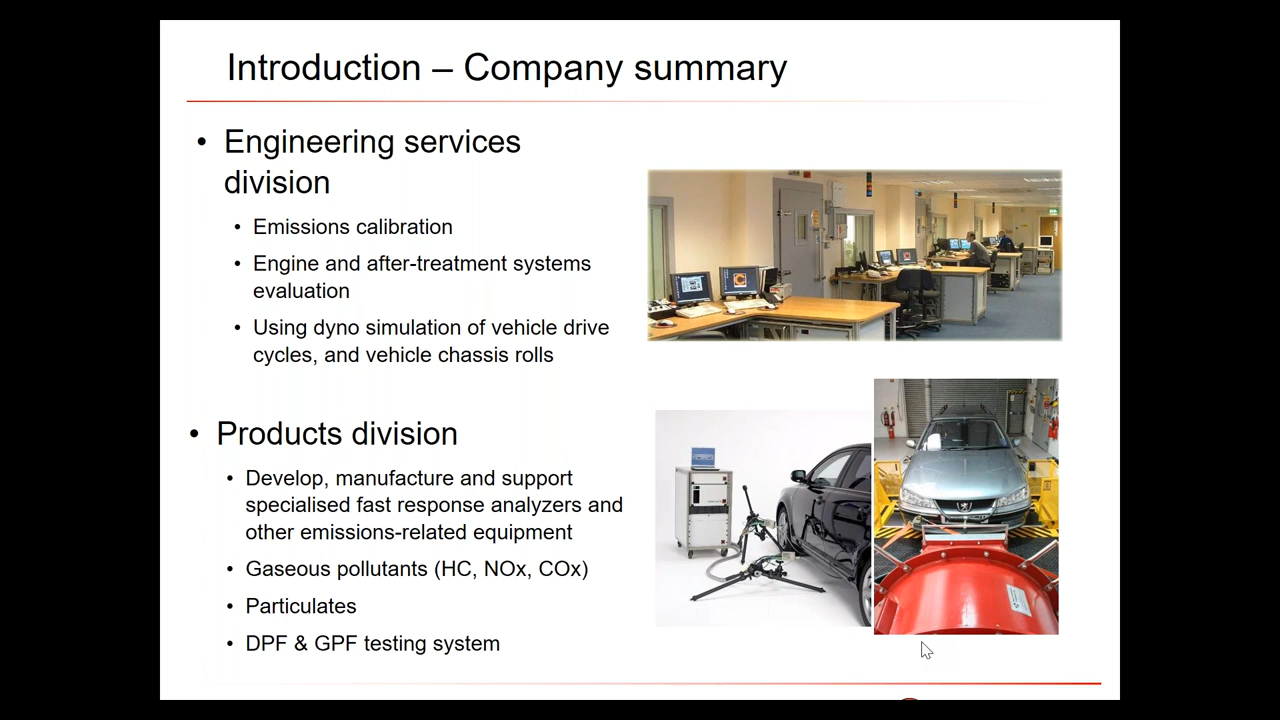 Introduction – Company summary
• Engineering services
division
• Emissions calibration
• Engine and after-treatment systems
evaluation
• Using dyno simulation of vehicle drive
cycles, and vehicle chassis rolls
• Products division
• Develop, manufacture and support
specialised fast response analyzers and
other emissions-related equipment
• Gaseous pollutants (HC, NOx, COx)
• Particulates
• DPF & GPF testing system